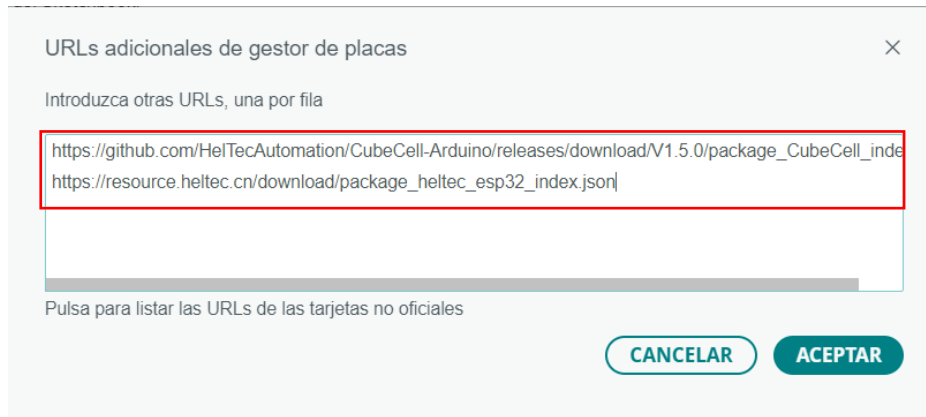 URLs adicionales de gestor de placas
Introduzca otras URLs, una por fila
https://github.com/HelTecAutomation/CubeCell-Arduino/releases/download/V1.5.0/package_CubeCell_inde
https://resource.heltec.cn/download/package_heltec_esp32_index.json
Pulsa para listar las URLs de las tarjetas no oficiales
CANCELAR ACEPTAR